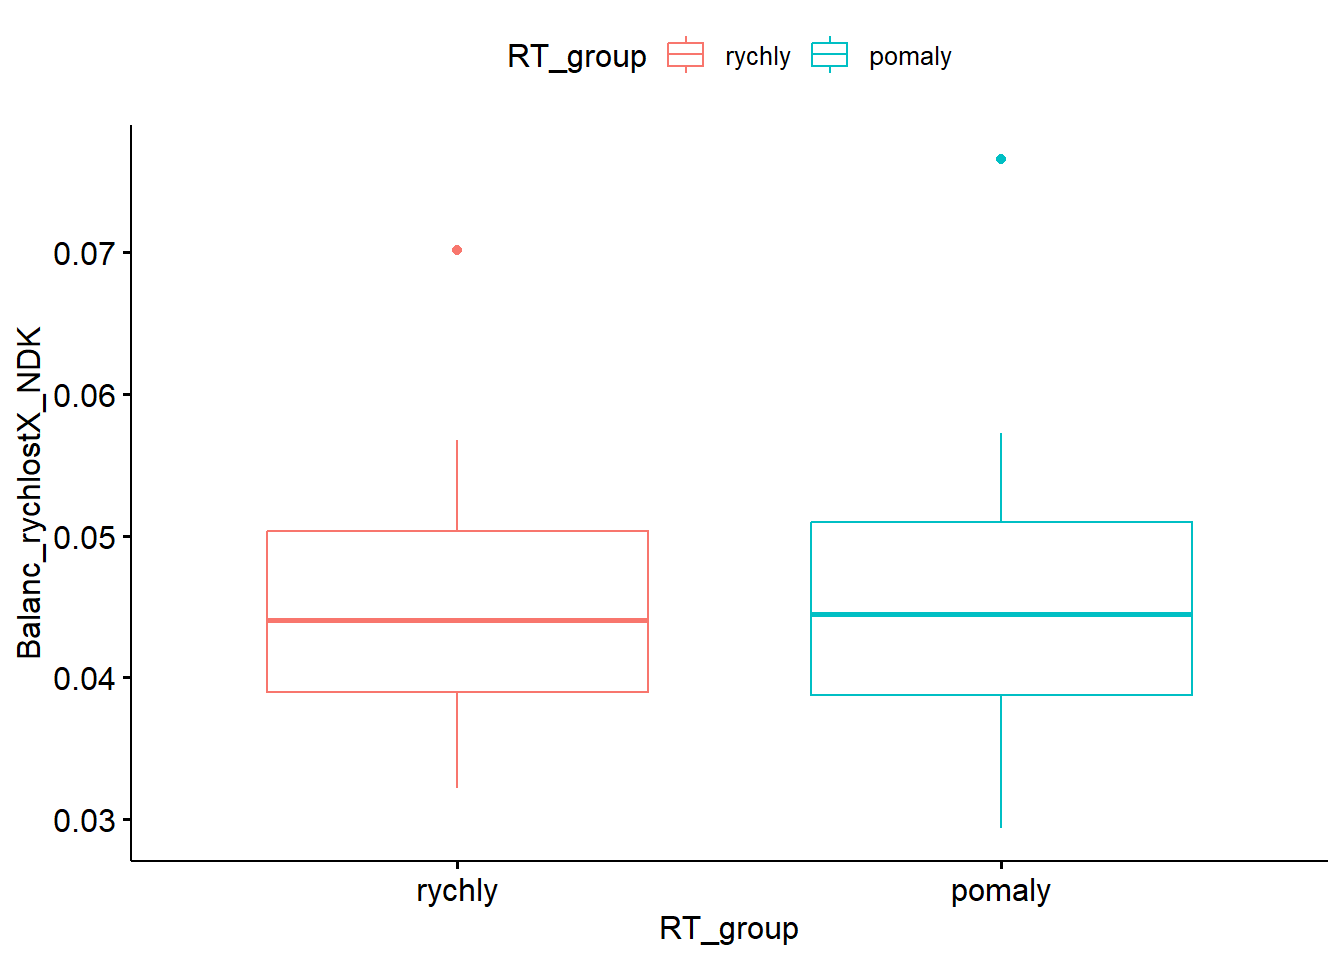 RT_group rychly pomaly
0.07
0.06
0.05
0.04
0.03
Balanc_rychlostX_NDK
rychly pomaly
RT_group